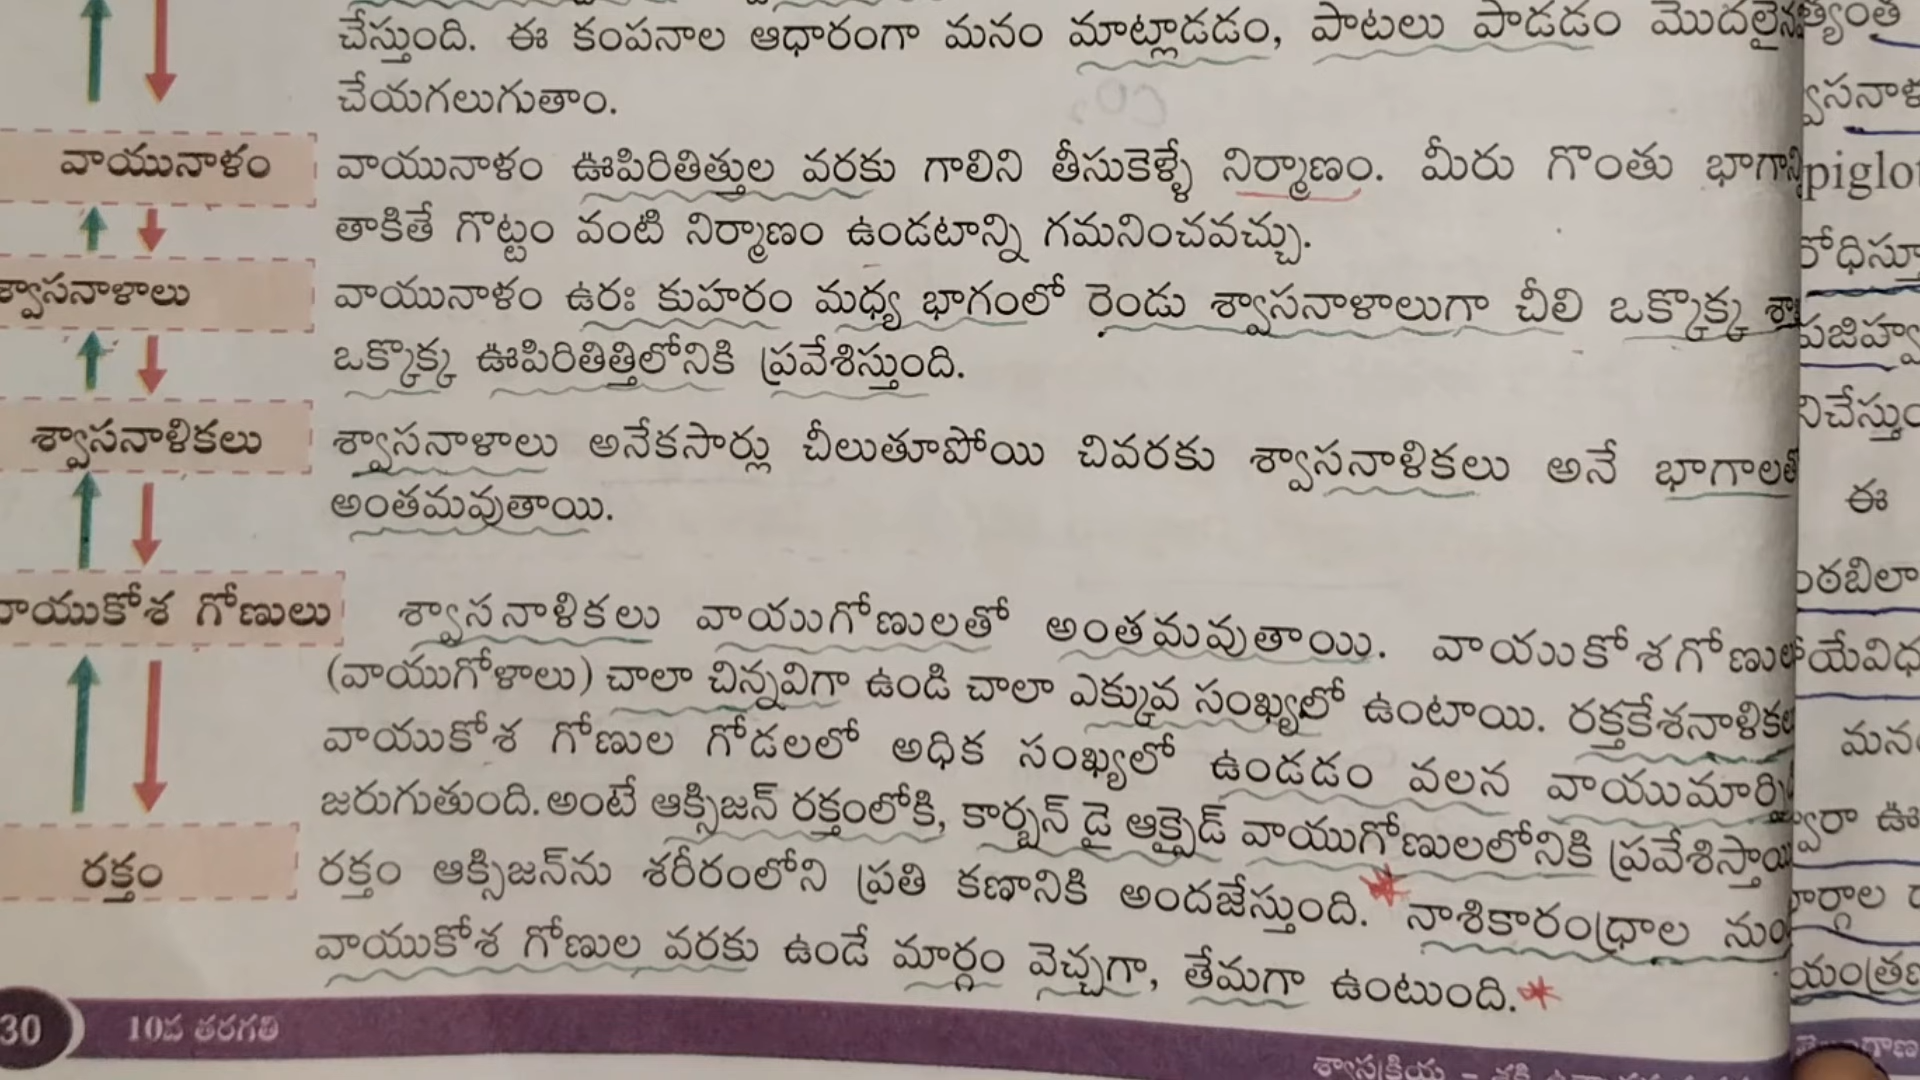 చేస్తుంది. ఈ కంపనాల ఆధారంగా మనం మాట్లాడడం, పాటలు పాడడం మొదలైన
చేయగలుగుతాం.
వాయునాళం
వాయునాళం ఊపిరితిత్తుల వరకు గాలిని తీసుకెళ్ళే నిర్మాణం. మీరు గొంతు భాగాన్ని
తాకితే గొట్టం వంటి నిర్మాణం ఉండటాన్ని గమనించవచ్చు.
శ్వాసనాళాలు
వాయునాళం ఉరః కుహరం మధ్య భాగంలో రెండు శ్వాసనాళాలుగా చీలి ఒక్కొక్క
ఒక్కొక్క ఊపిరితిత్తిలోనికి ప్రవేశిస్తుంది.
శ్వాసనాళికలు
శ్వాసనాళాలు అనేకసార్లు చీలుతూపోయి చివరకు శ్వాసనాళికలు అనే భాగాలతో
అంతమవుతాయి.
వాయుకోశ గోణులు
శ్వాసనాళికలు వాయుగోణులతో అంతమవుతాయి. వాయుకోశగోణులు
(వాయుగోళాలు) చాలా చిన్నవిగా ఉండి చాలా ఎక్కువ సంఖ్యలో ఉంటాయి. రక్తకేశనాళికలు
వాయుకోశ గోణుల గోడలలో అధిక సంఖ్యలో ఉండడం వలన వాయుమార్పిడి
జరుగుతుంది. అంటే ఆక్సిజన్ రక్తంలోకి, కార్బన్ డై ఆక్సైడ్ వాయుగోణులలోనికి ప్రవేశిస్తాయి
రక్తం
రక్తం ఆక్సిజన్‌ను శరీరంలోని ప్రతి కణానికి అందజేస్తుంది. నాశికారంధ్రాల నుం
వాయుకోశ గోణుల వరకు ఉండే మార్గం వెచ్చగా, తేమగా ఉంటుంది.
30 10వ తరగతి
శ్వాసక్రియ –
ఈ